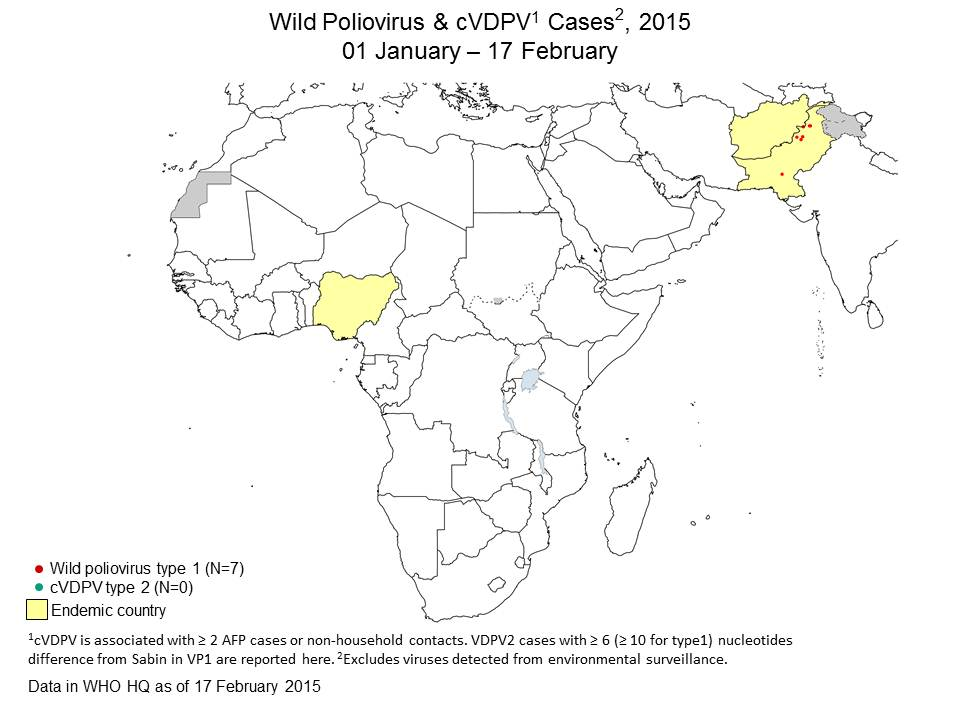 Wild Poliovirus & cVDPV¹ Cases², 2015
01 January – 17 February
Wild poliovirus type 1 (N=7)
cVDPV type 2 (N=0)
Endemic country
¹cVDPV is associated with ≥ 2 AFP cases or non-household contacts. VDPV2 cases with ≥ 6 (≥ 10 for type1) nucleotides
difference from Sabin in VP1 are reported here. ²Excludes viruses detected from environmental surveillance.
Data in WHO HQ as of 17 February 2015